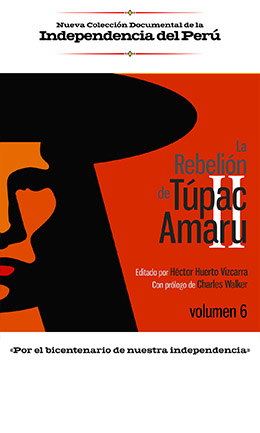 Nueva Colección Documental de la
Independencia del Perú
La
Rebelión
de Túpac
Amaru
II
Editado por Héctor Huerto Vizcarra
Con prólogo de Charles Walker
volumen 6
«Por el bicentenario de nuestra independencia»